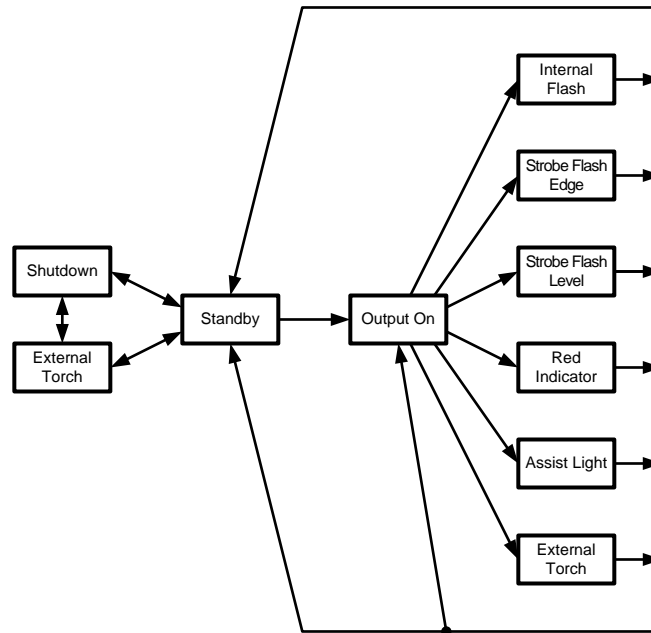 Internal
Flash
Strobe Flash
Edge
Shutdown
Strobe Flash
Level
Standby
Output On
External
Torch
Red
Indicator
Assist Light
External
Torch